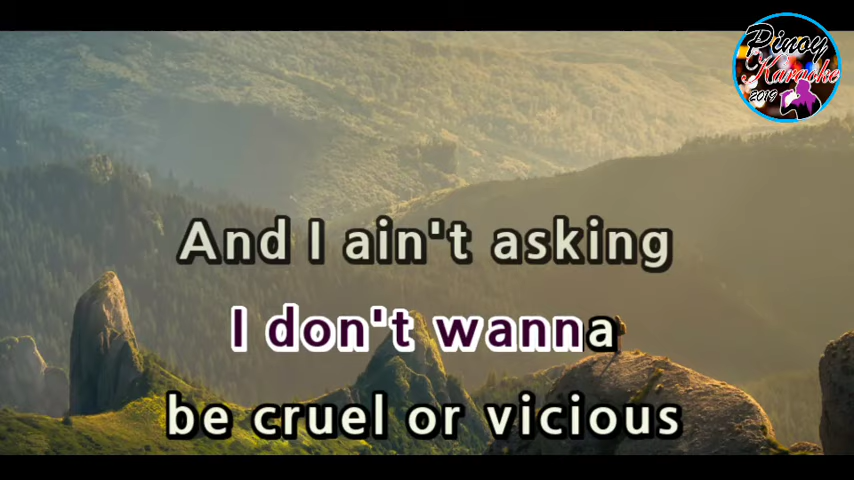 Pinoy
Karaoke
2019
And I ain't asking
I don't wanna
be cruel or vicious